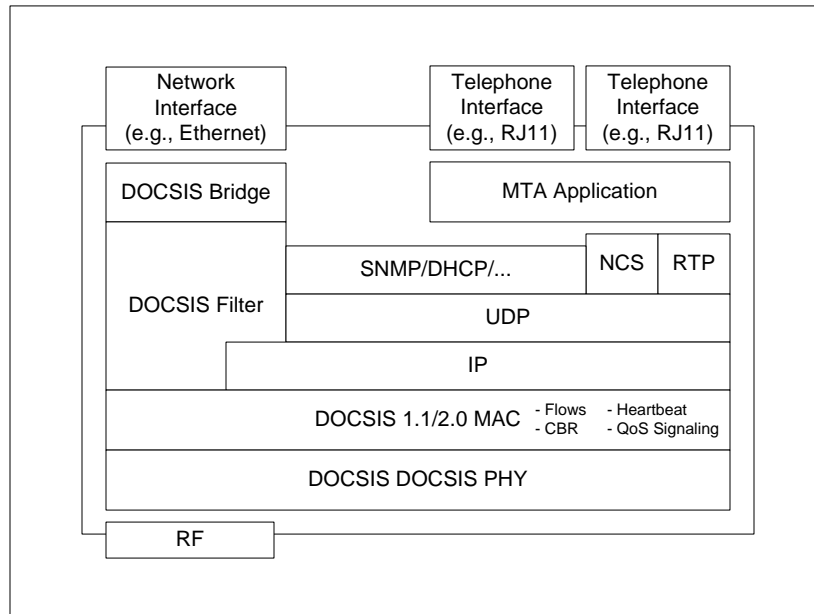 Network
Interface
(e.g., Ethernet)
Telephone
Interface
(e.g., RJ11)
Telephone
Interface
(e.g., RJ11)
DOCSIS Bridge
MTA Application
DOCSIS Filter
SNMP/DHCP/...
NCS
RTP
UDP
IP
DOCSIS 1.1/2.0 MAC
- Flows
- CBR
- Heartbeat
- QoS Signaling
DOCSIS DOCSIS PHY
RF